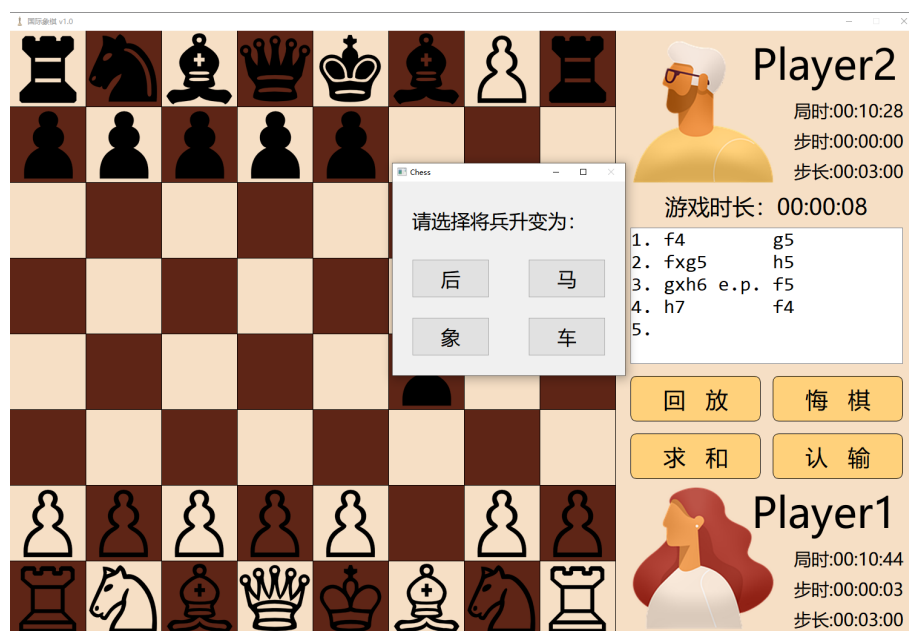 国际象棋 v1.0
Player2
局时:00:10:28
步时:00:00:00
步长:00:03:00
游戏时长：00:00:08
1. f4 g5
2. fxg5 h5
3. gxh6 e.p. f5
4. h7 f4
5.
Chess
请选择将兵升变为：
后 马
象 车
回 放 悔 棋
求 和 认 输
Player1
局时:00:10:44
步时:00:00:03
步长:00:03:00